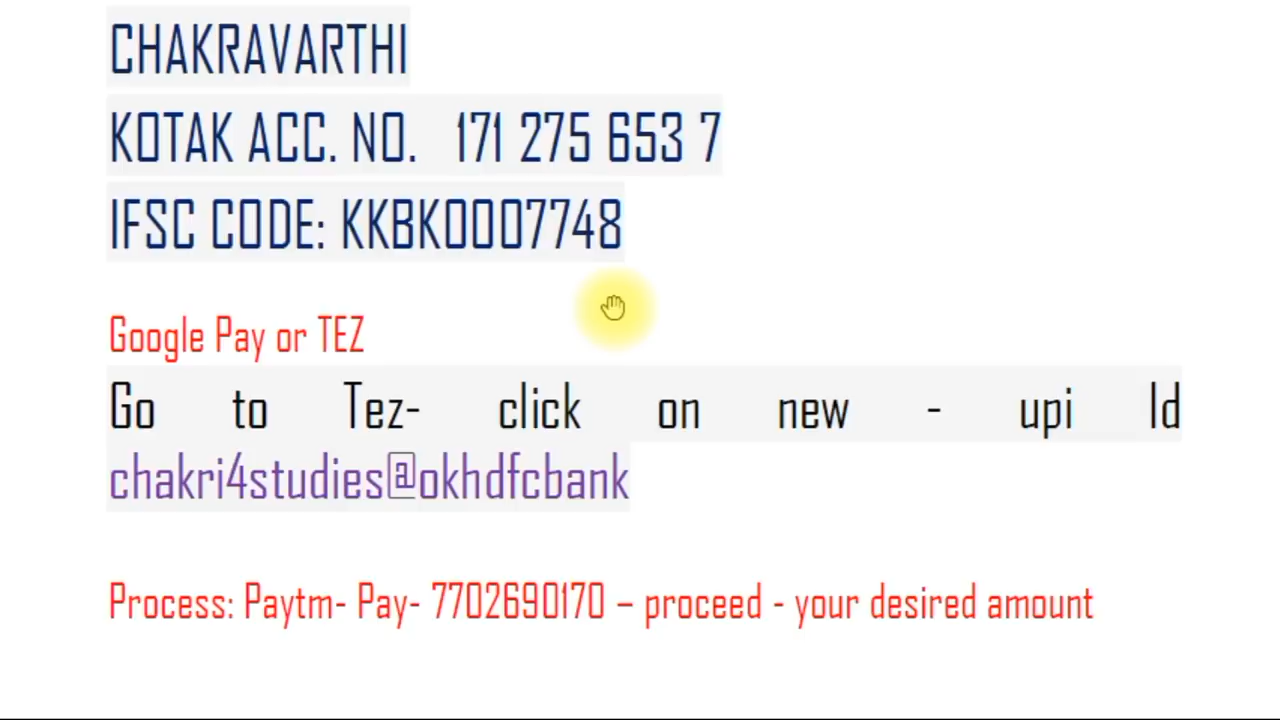 CHAKRAVARTHI
KOTAK ACC. NO. 171 275 653 7
IFSC CODE: KKBK0007748
Google Pay or TEZ
Go to Tez- click on new - upi Id
chakri4studies@okhdfcbank
Process: Paytm- Pay- 7702690170 – proceed - your desired amount